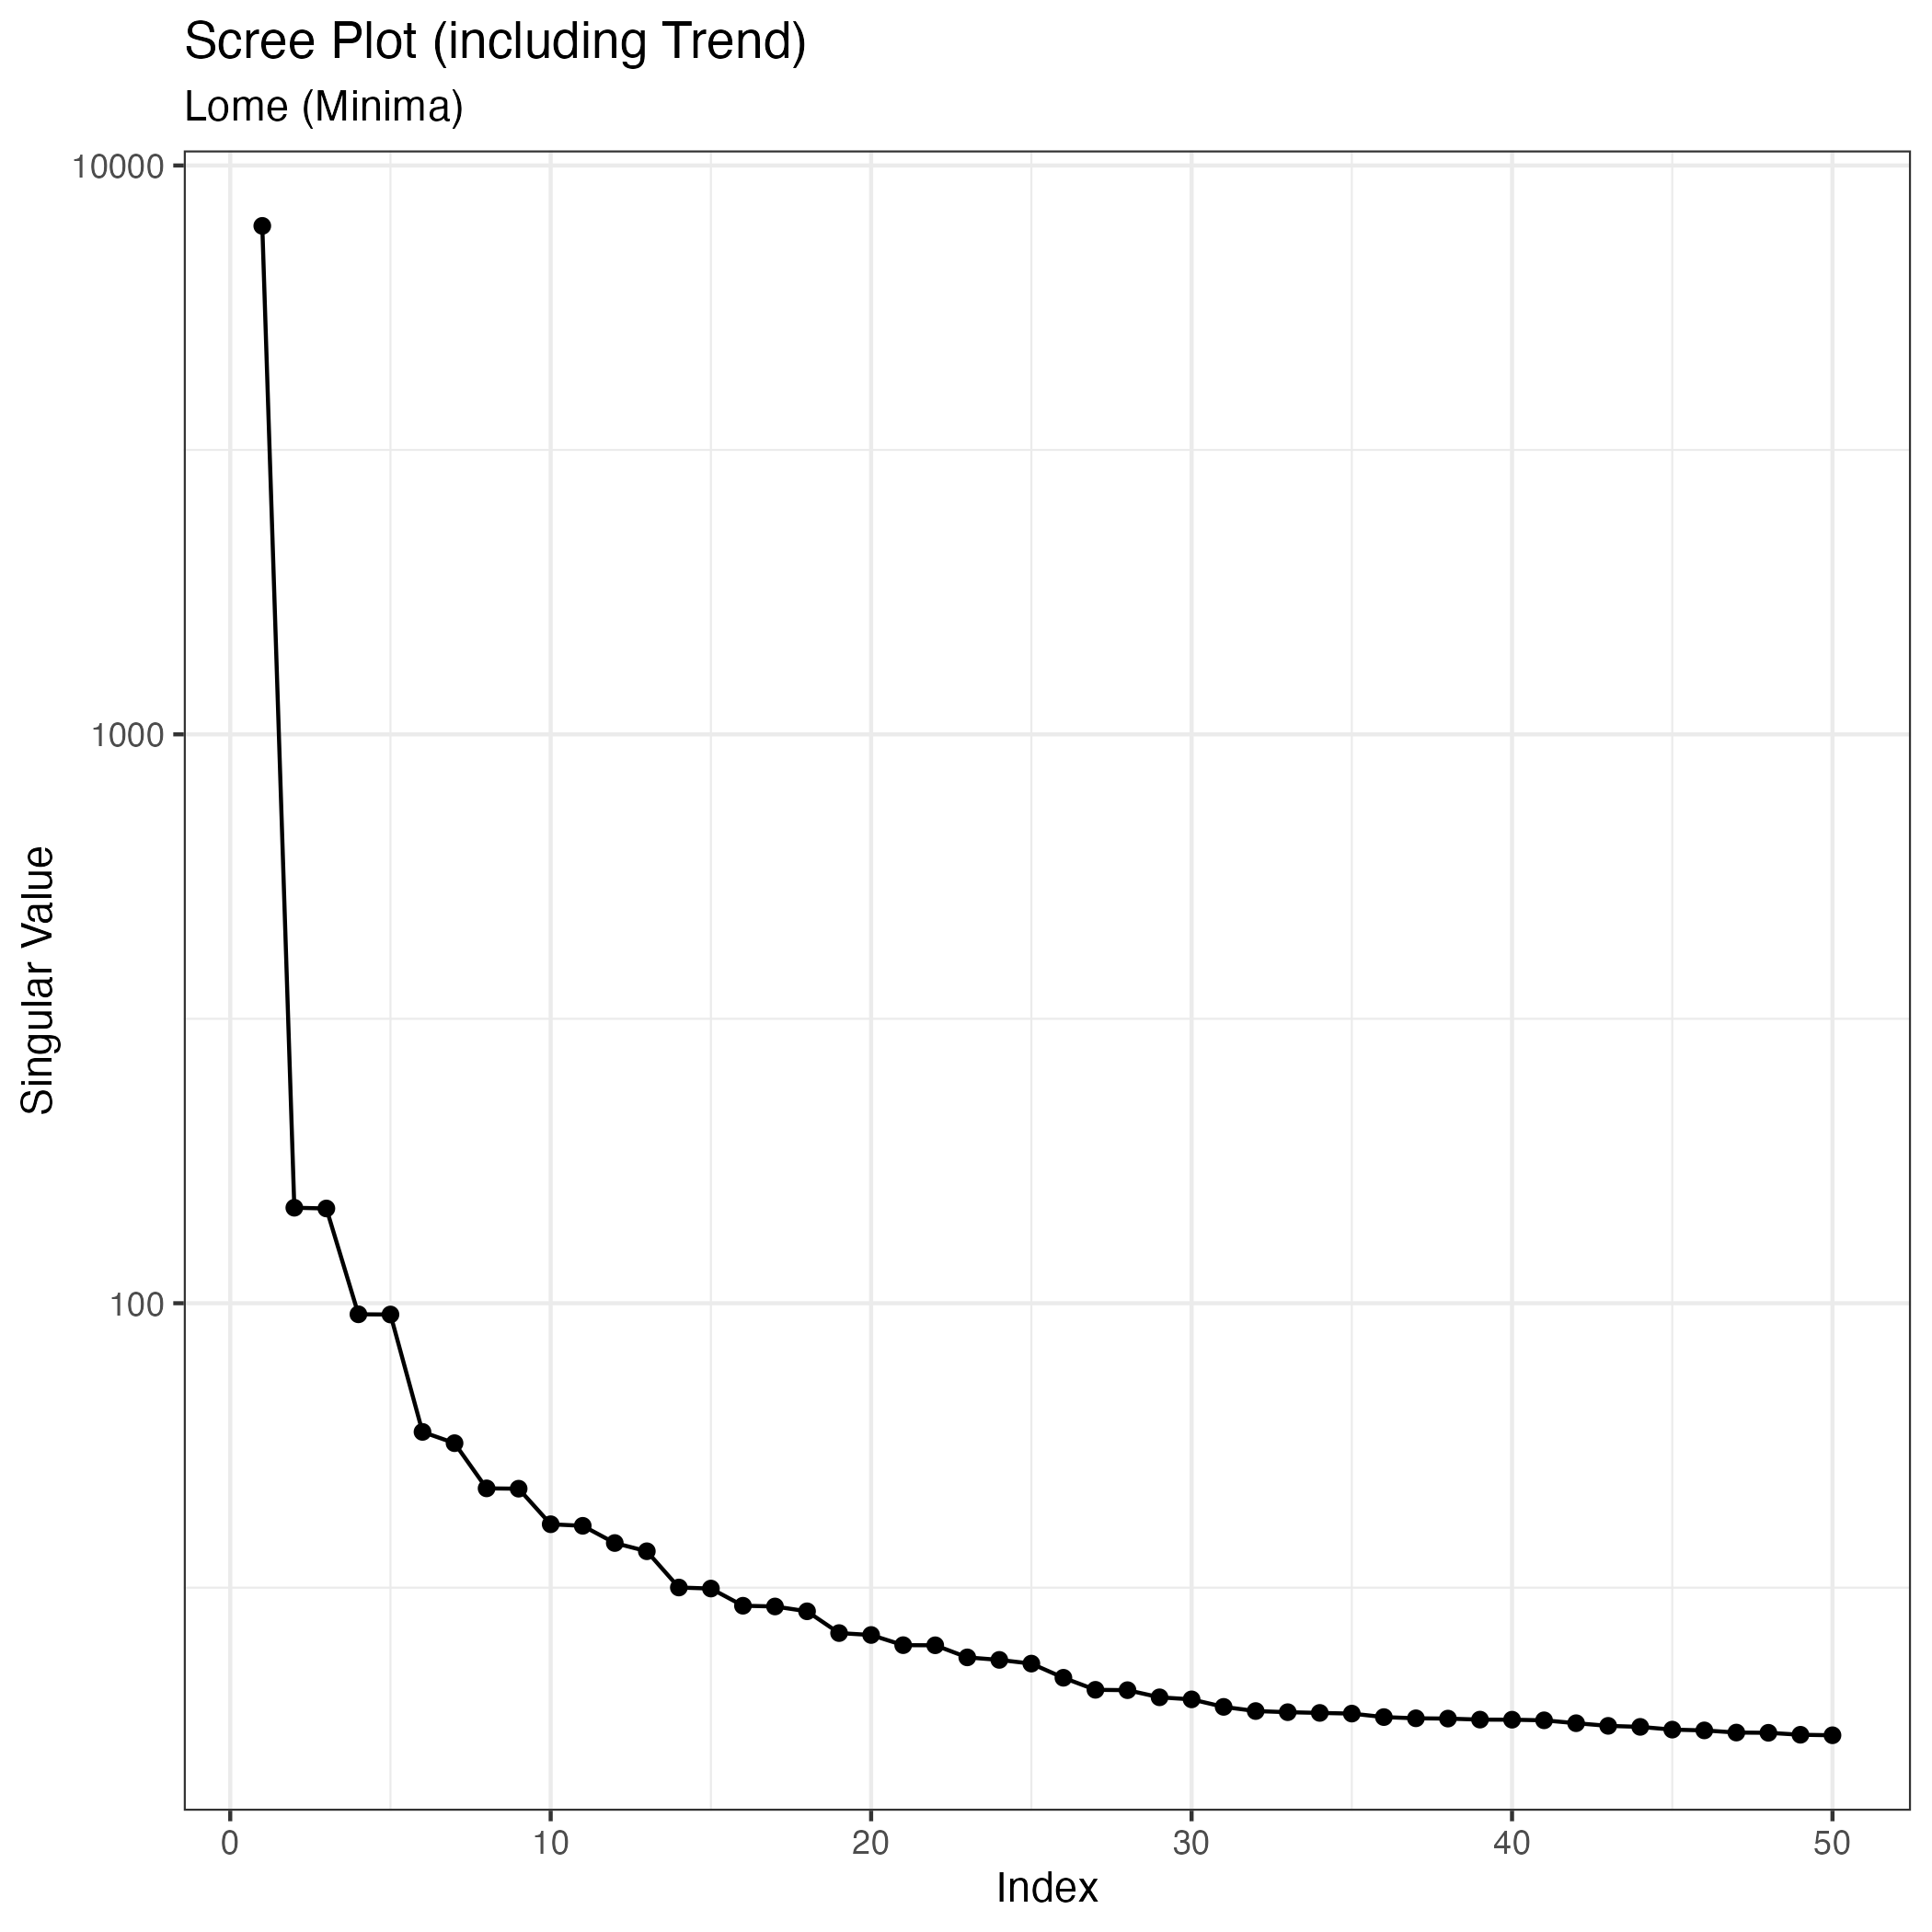 Scree Plot (including Trend)
Lome (Minima)
10000
1000
100
Singular Value
0 10 20 30 40 50
Index